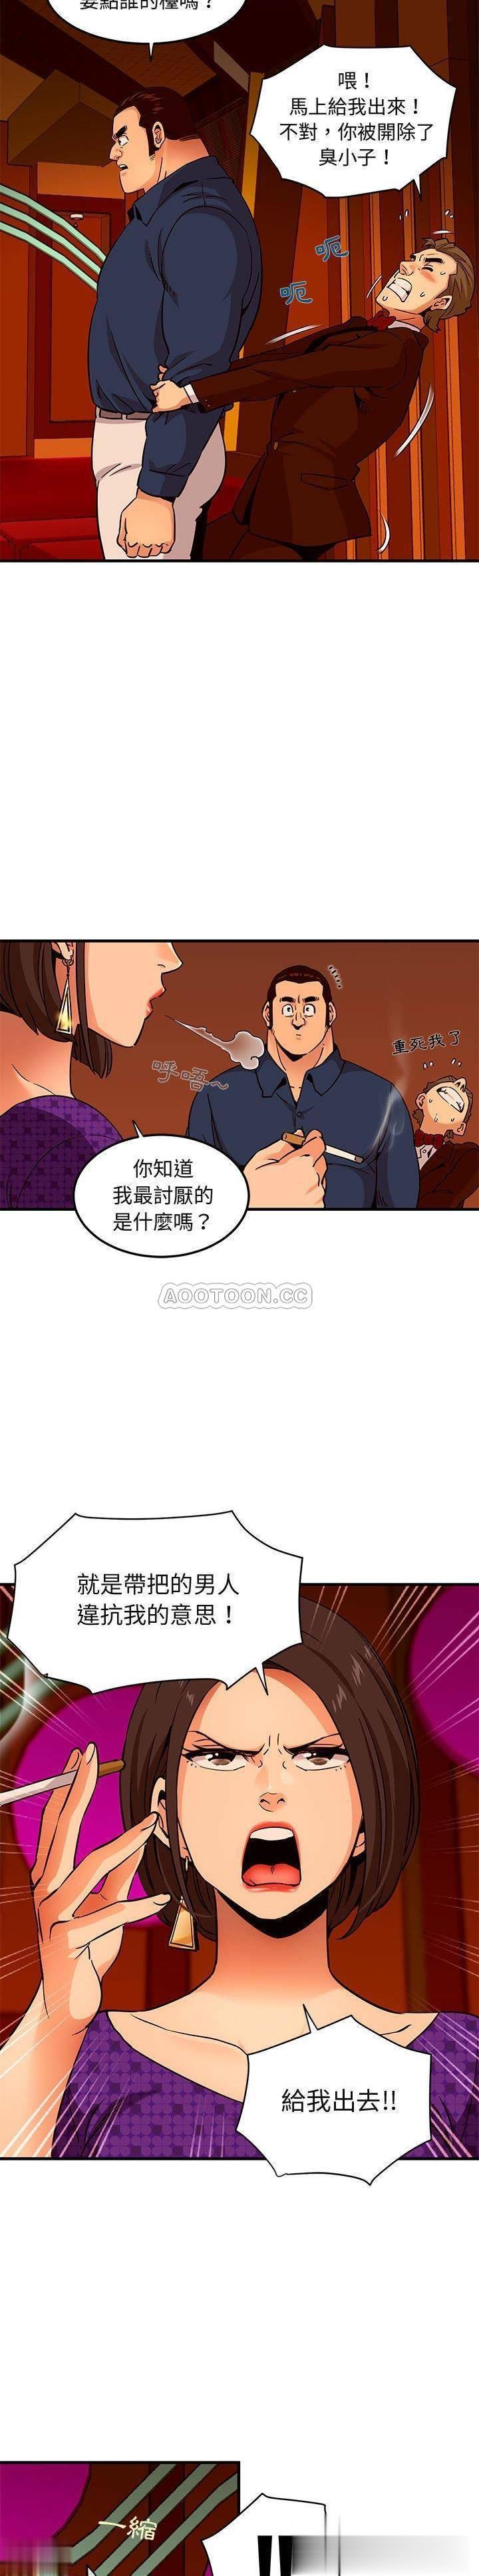 要點誰的檯嗎？
喂！
馬上給我出來！
不對，你被開除了
臭小子！
呃
呃
重死我了
呼唔～
你知道
我最討厭的
是什麼嗎？
AOOTOON.CC
就是帶把的男人
違抗我的意思！
給我出去!!
一縮